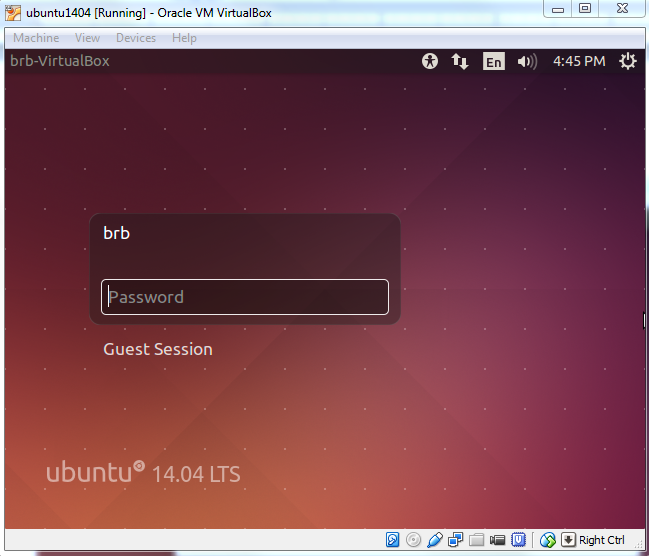 ubuntu1404 [Running] - Oracle VM VirtualBox
Machine View Devices Help
brb-VirtualBox En 4:45 PM
brb
Password
Guest Session
ubuntu 14.04 LTS
Right Ctrl